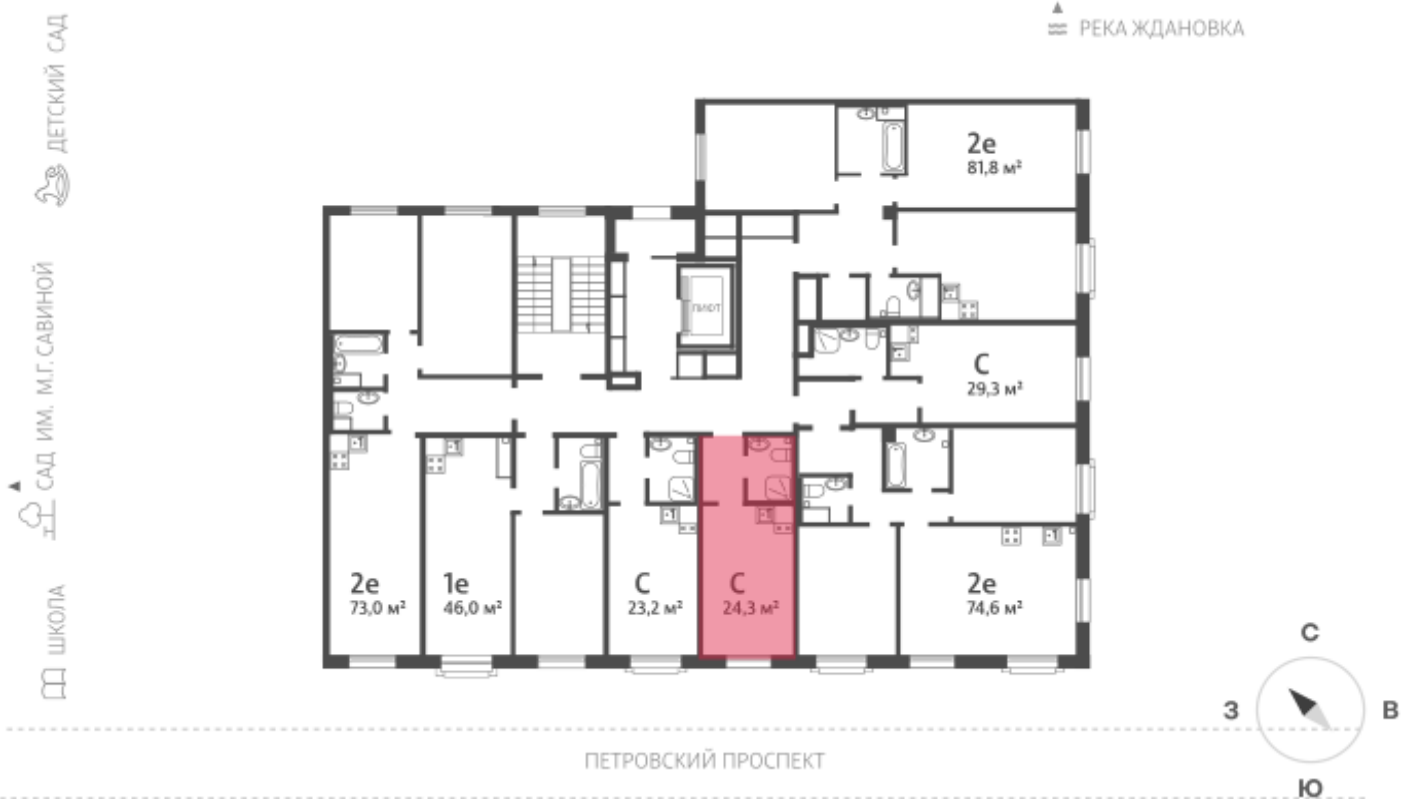 РЕКА ЖДАНОВКА
ДЕТСКИЙ САД
САД ИМ. М.Г. САВИНОЙ
ШКОЛА
2е
81,8 м²
ЛИФТ
С
29,3 м²
2е
73,0 м²
1е
46,0 м²
С
23,2 м²
С
24,3 м²
2е
74,6 м²
С
З
В
Ю
ПЕТРОВСКИЙ ПРОСПЕКТ